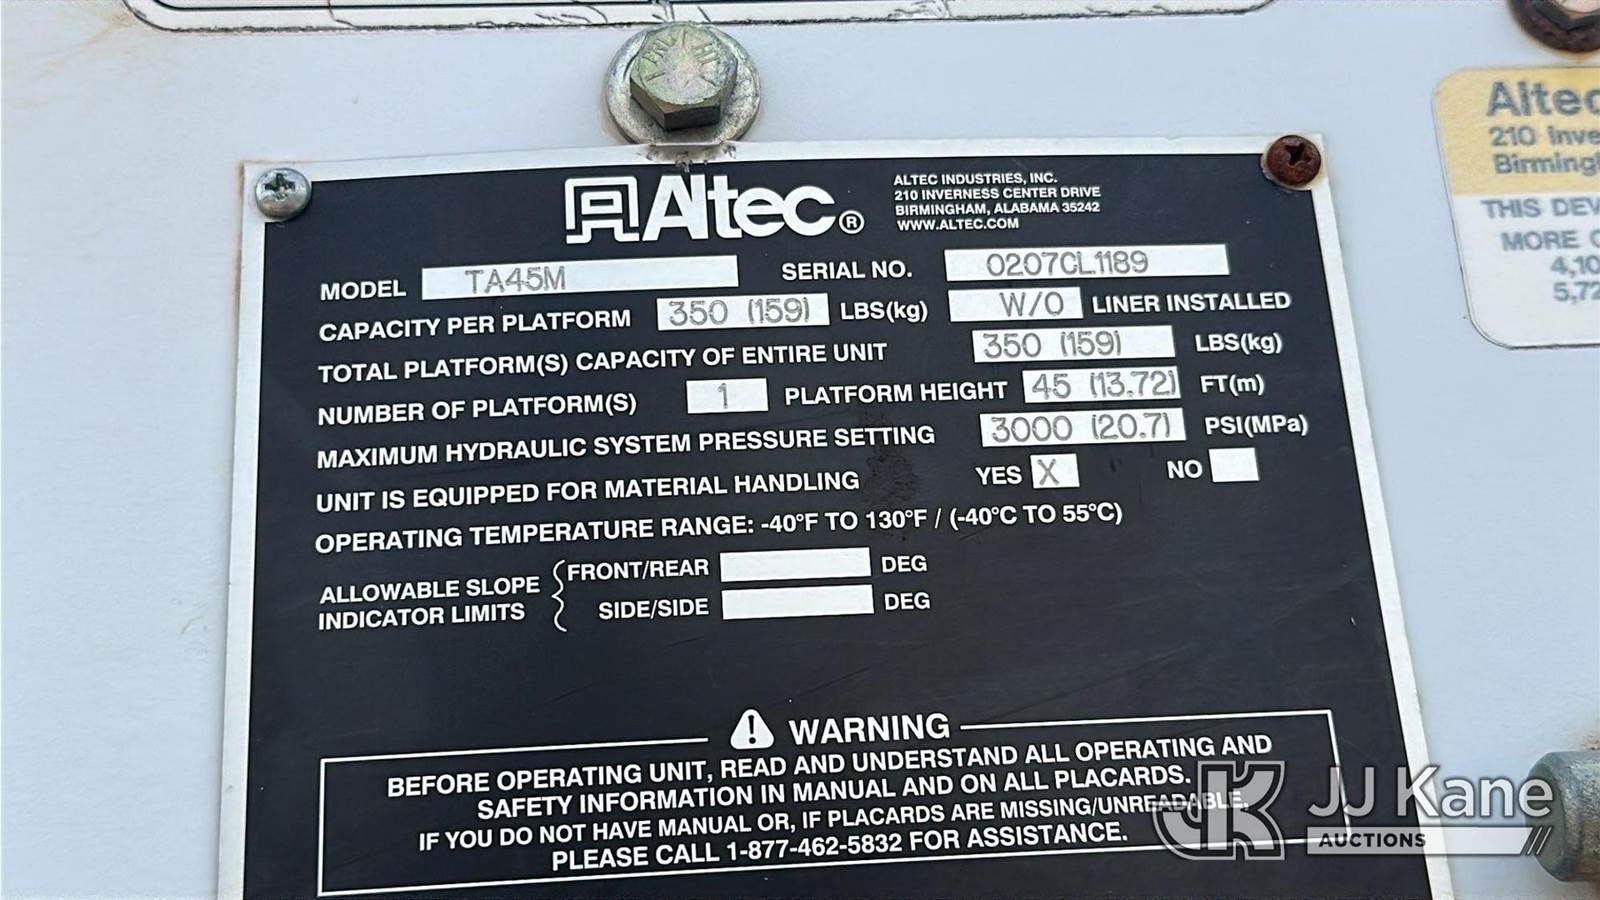 Altec®
ALTEC INDUSTRIES, INC.
210 INVERNESS CENTER DRIVE
BIRMINGHAM, ALABAMA 35242
WWW.ALTEC.COM
MODEL TA45M SERIAL NO. 0207CL1189
CAPACITY PER PLATFORM 350 (159) LBS(kg) W/O LINER INSTALLED
TOTAL PLATFORM(S) CAPACITY OF ENTIRE UNIT 350 (159) LBS(kg)
NUMBER OF PLATFORM(S) 1 PLATFORM HEIGHT 45 (13.72) FT(m)
MAXIMUM HYDRAULIC SYSTEM PRESSURE SETTING 3000 (20.7) PSI(MPa)
UNIT IS EQUIPPED FOR MATERIAL HANDLING YES X NO
OPERATING TEMPERATURE RANGE: -40°F TO 130°F / (-40°C TO 55°C)
ALLOWABLE SLOPE
INDICATOR LIMITS
FRONT/REAR DEG
SIDE/SIDE DEG
WARNING
BEFORE OPERATING UNIT, READ AND UNDERSTAND ALL OPERATING AND
SAFETY INFORMATION IN MANUAL AND ON ALL PLACARDS.
IF YOU DO NOT HAVE MANUAL OR, IF PLACARDS ARE MISSING/UNREADABLE,
PLEASE CALL 1-877-462-5832 FOR ASSISTANCE.
Altec
210
THIS
MORE
JK JJ Kane
AUCTIONS